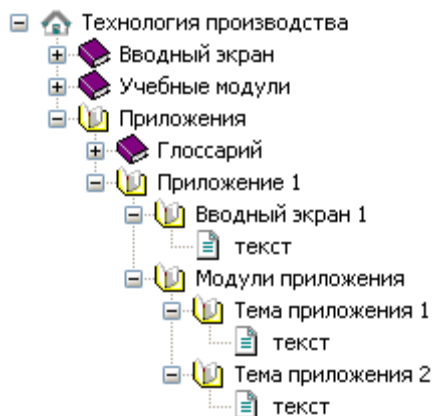 Технология производства
Вводный экран
Учебные модули
Приложения
Глоссарий
Приложение 1
Вводный экран 1
текст
Модули приложения
Тема приложения 1
текст
Тема приложения 2
текст